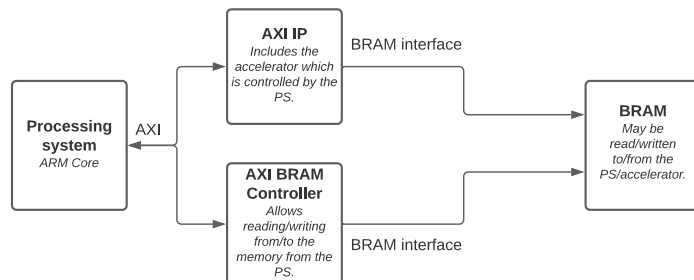 Processing
system
ARM Core
AXI
AXI IP
Includes the
accelerator which
is controlled by the
PS.
BRAM interface
AXI BRAM
Controller
Allows
reading/writing
from/to the
memory from the
PS.
BRAM interface
BRAM
May be
read/written
to/from the
PS/accelerator.